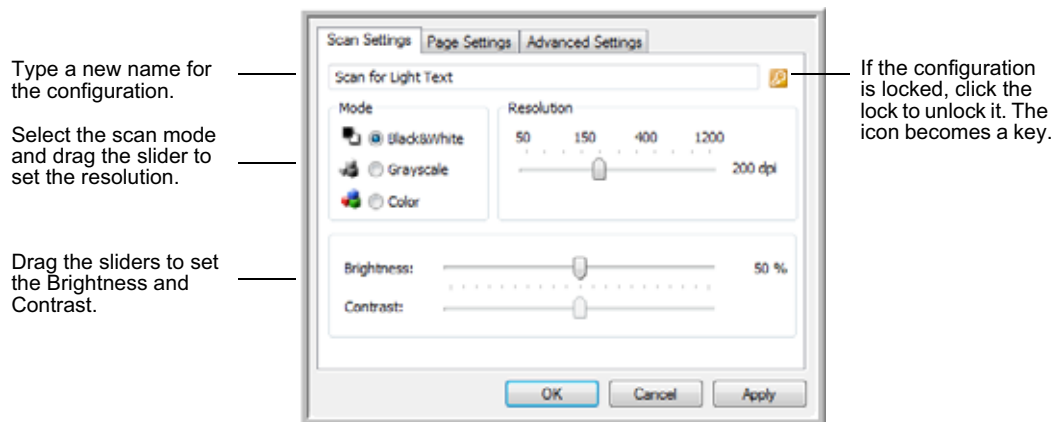 Scan Settings Page Settings Advanced Settings
Type a new name for
the configuration.
Scan for Light Text
If the configuration
is locked, click the
lock to unlock it. The
icon becomes a key.
Select the scan mode
and drag the slider to
set the resolution.
Mode
Black&White
Grayscale
Color
Resolution
50 150 400 1200
200 dpi
Drag the sliders to set
the Brightness and
Contrast.
Brightness: 50 %
Contrast:
OK Cancel Apply